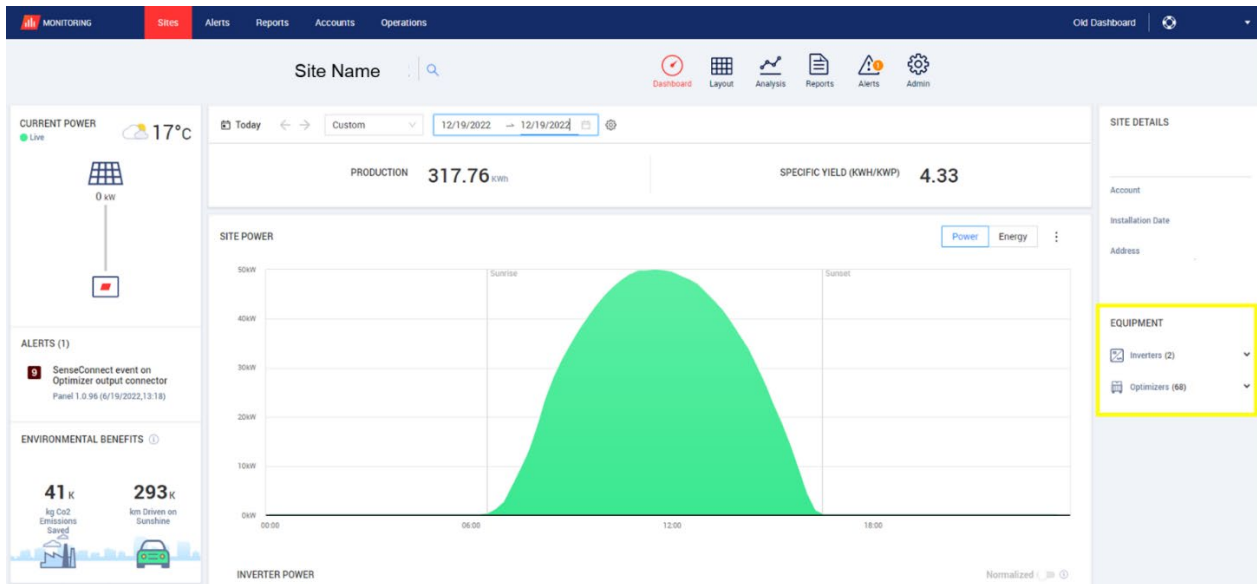 MONITORING Sites Alerts Reports Accounts Operations Old Dashboard
Site Name
Dashboard Layout Analysis Reports Alerts Admin
CURRENT POWER
Live
17°C
0 kW
ALERTS (1)
9
SenseConnect event on
Optimizer output connector
Panel 1.0.96 (6/19/2022,13:18)
ENVIRONMENTAL BENEFITS
41 K
kg Co2
Emissions
Saved
293 K
km Driven on
Sunshine
Today Custom 12/19/2022 → 12/19/2022
PRODUCTION 317.76 KWh SPECIFIC YIELD (KWH/KWP) 4.33
SITE POWER Power Energy
50kW
40kW
30kW
20kW
10kW
0kW
Sunrise Sunset
00:00 06:00 12:00 18:00
INVERTER POWER Normalized
SITE DETAILS
Account
Installation Date
Address
EQUIPMENT
Inverters (2)
Optimizers (68)